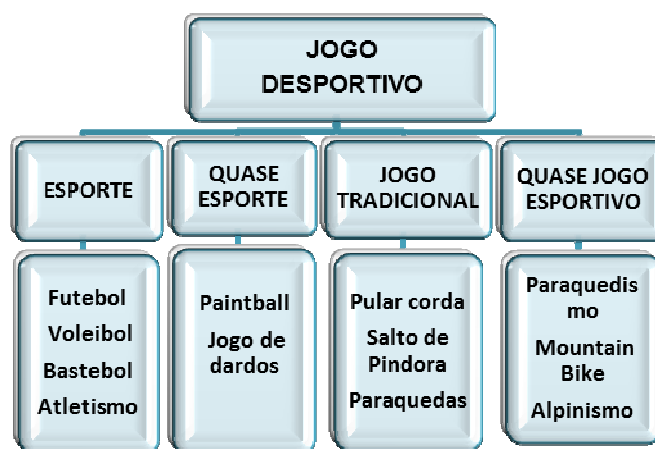 JOGO
DESPORTIVO
ESPORTE
QUASE
ESPORTE
JOGO
TRADICIONAL
QUASE JOGO
ESPORTIVO
Futebol
Voleibol
Bastebol
Atletismo
Paintball
Jogo de
dardos
Pular corda
Salto de
Pindora
Paraquedas
Paraquedis
mo
Mountain
Bike
Alpinismo